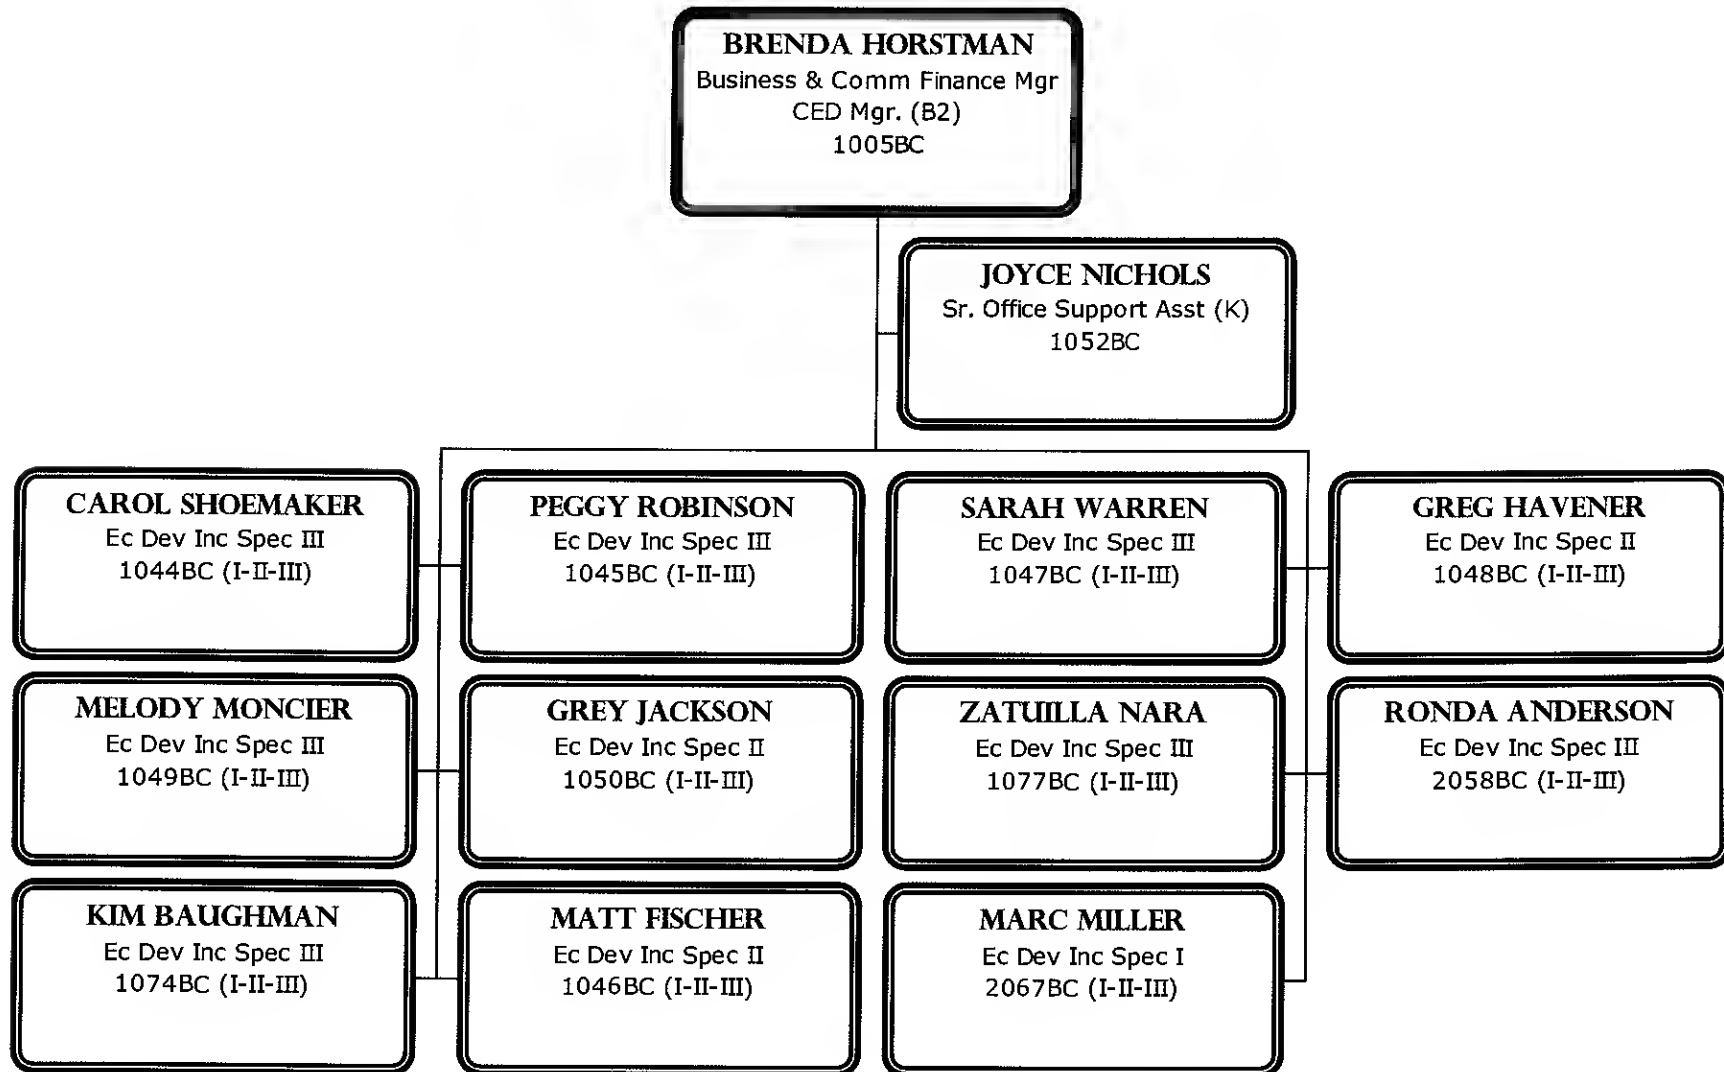 BRENDA HORSTMAN
Business & Comm Finance Mgr
CED Mgr. (B2)
1005BC
JOYCE NICHOLS
Sr. Office Support Asst (K)
1052BC
CAROL SHOEMAKER
Ec Dev Inc Spec III
1044BC (I-II-III)
PEGGY ROBINSON
Ec Dev Inc Spec III
1045BC (I-II-III)
SARAH WARREN
Ec Dev Inc Spec III
1047BC (I-II-III)
GREG HAVENER
Ec Dev Inc Spec II
1048BC (I-II-III)
MELODY MONCIER
Ec Dev Inc Spec III
1049BC (I-II-III)
GREY JACKSON
Ec Dev Inc Spec II
1050BC (I-II-III)
ZATUILLA NARA
Ec Dev Inc Spec III
1077BC (I-II-III)
RONDA ANDERSON
Ec Dev Inc Spec III
2058BC (I-II-III)
KIM BAUGHMAN
Ec Dev Inc Spec III
1074BC (I-II-III)
MATT FISCHER
Ec Dev Inc Spec II
1046BC (I-II-III)
MARC MILLER
Ec Dev Inc Spec I
2067BC (I-II-III)